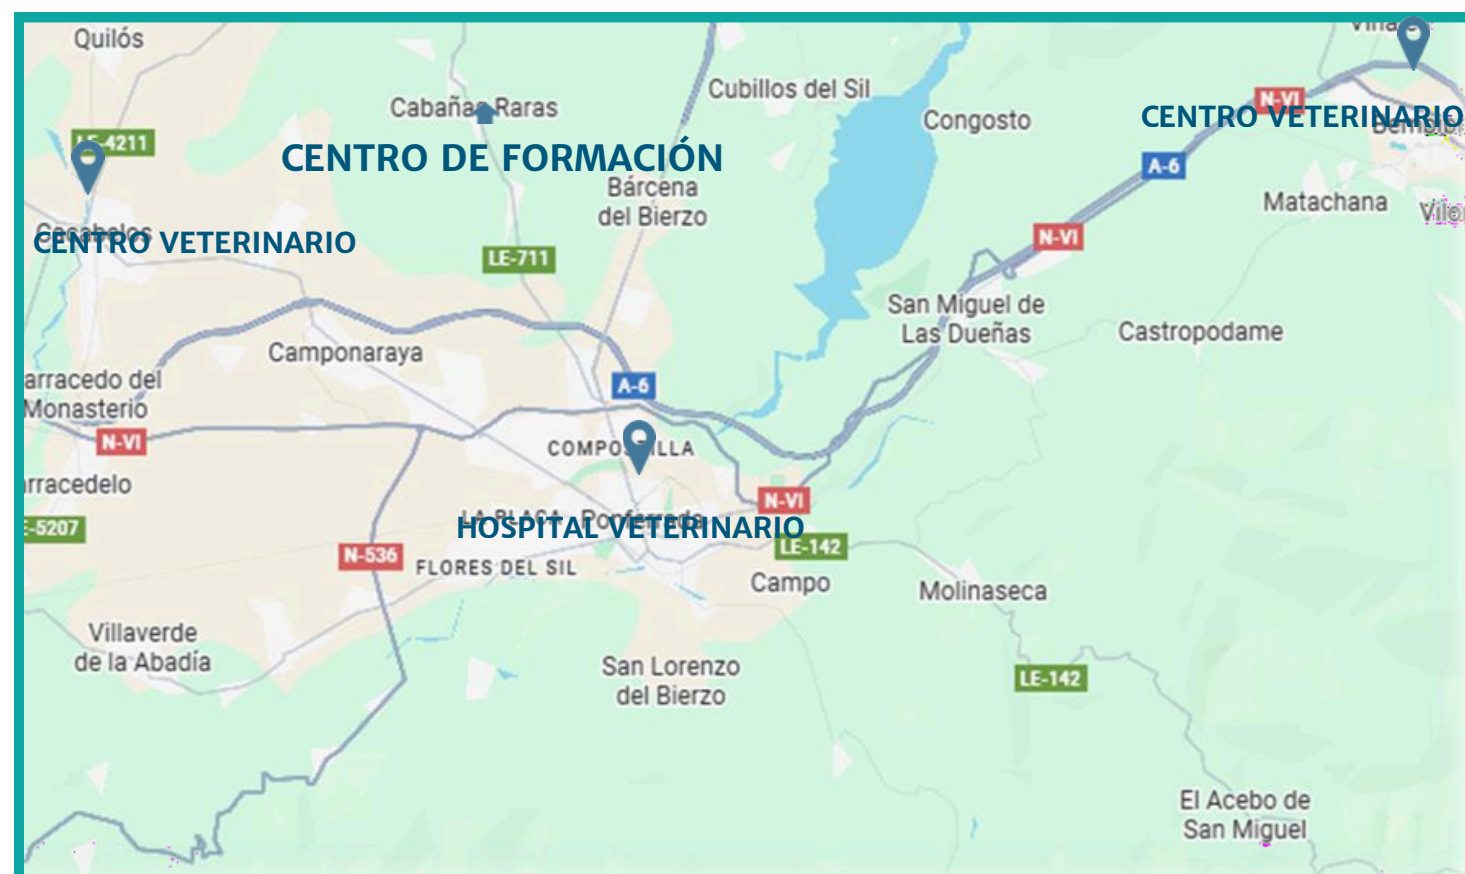 Quilós
Cubillos del Sil
Cabañas Raras
Congosto
N-VI
CENTRO VETERINARIO
LE-4211
CENTRO DE FORMACIÓN
A-6
Bárcena
del Bierzo
Matachana
CENTRO VETERINARIO
N-VI
LE-711
San Miguel de
Las Dueñas
Castropodame
Camponaraya
arracedo del
Monasterio
A-6
N-VI
COMPOSTILLA
arracedelo
N-VI
HOSPITAL VETERINARIO
E-5207
LE-142
N-536
FLORES DEL SIL
Campo
Molinaseca
Villaverde
de la Abadía
San Lorenzo
del Bierzo
LE-142
El Acebo de
San Miguel